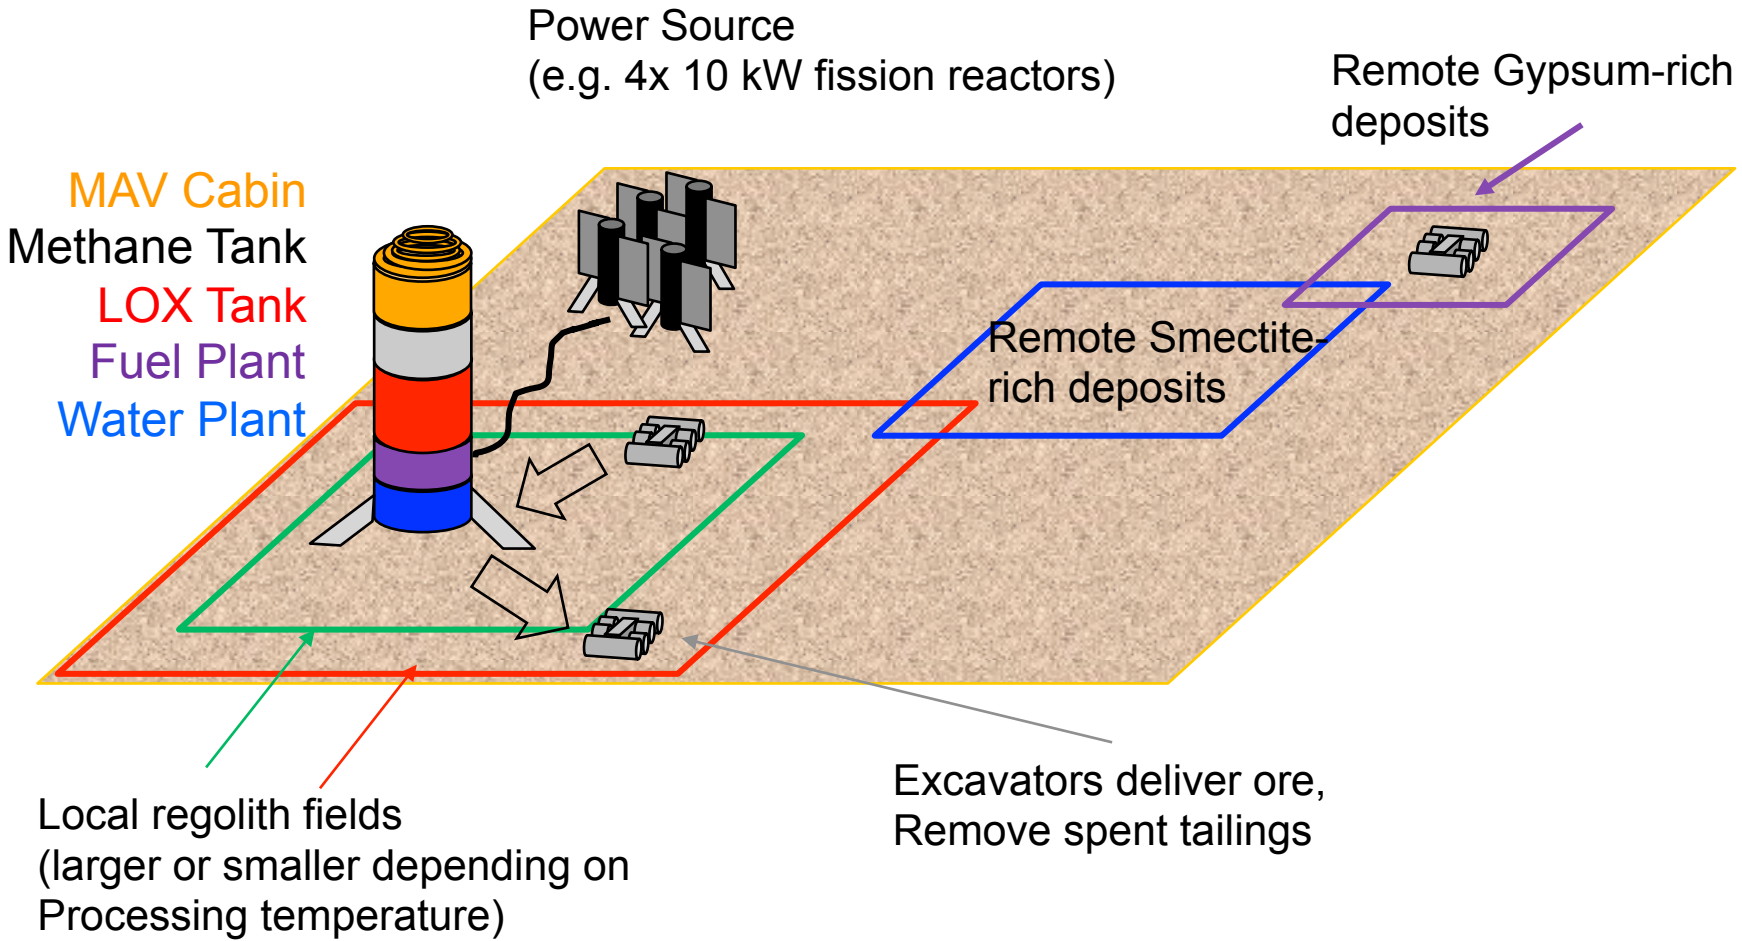 Power Source
(e.g. 4x 10 kW fission reactors)
Remote Gypsum-rich
deposits
MAV Cabin
Methane Tank
LOX Tank
Fuel Plant
Water Plant
Remote Smectite-
rich deposits
Local regolith fields
(larger or smaller depending on
Processing temperature)
Excavators deliver ore,
Remove spent tailings